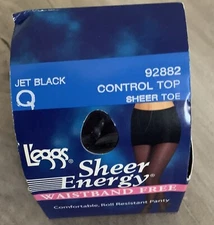 JET BLACK
Q
92882
CONTROL TOP
SHEER TOE
L'eggs
Sheer
Energy®
WAISTBAND FREE
Comfortable, Roll Resistant Panty